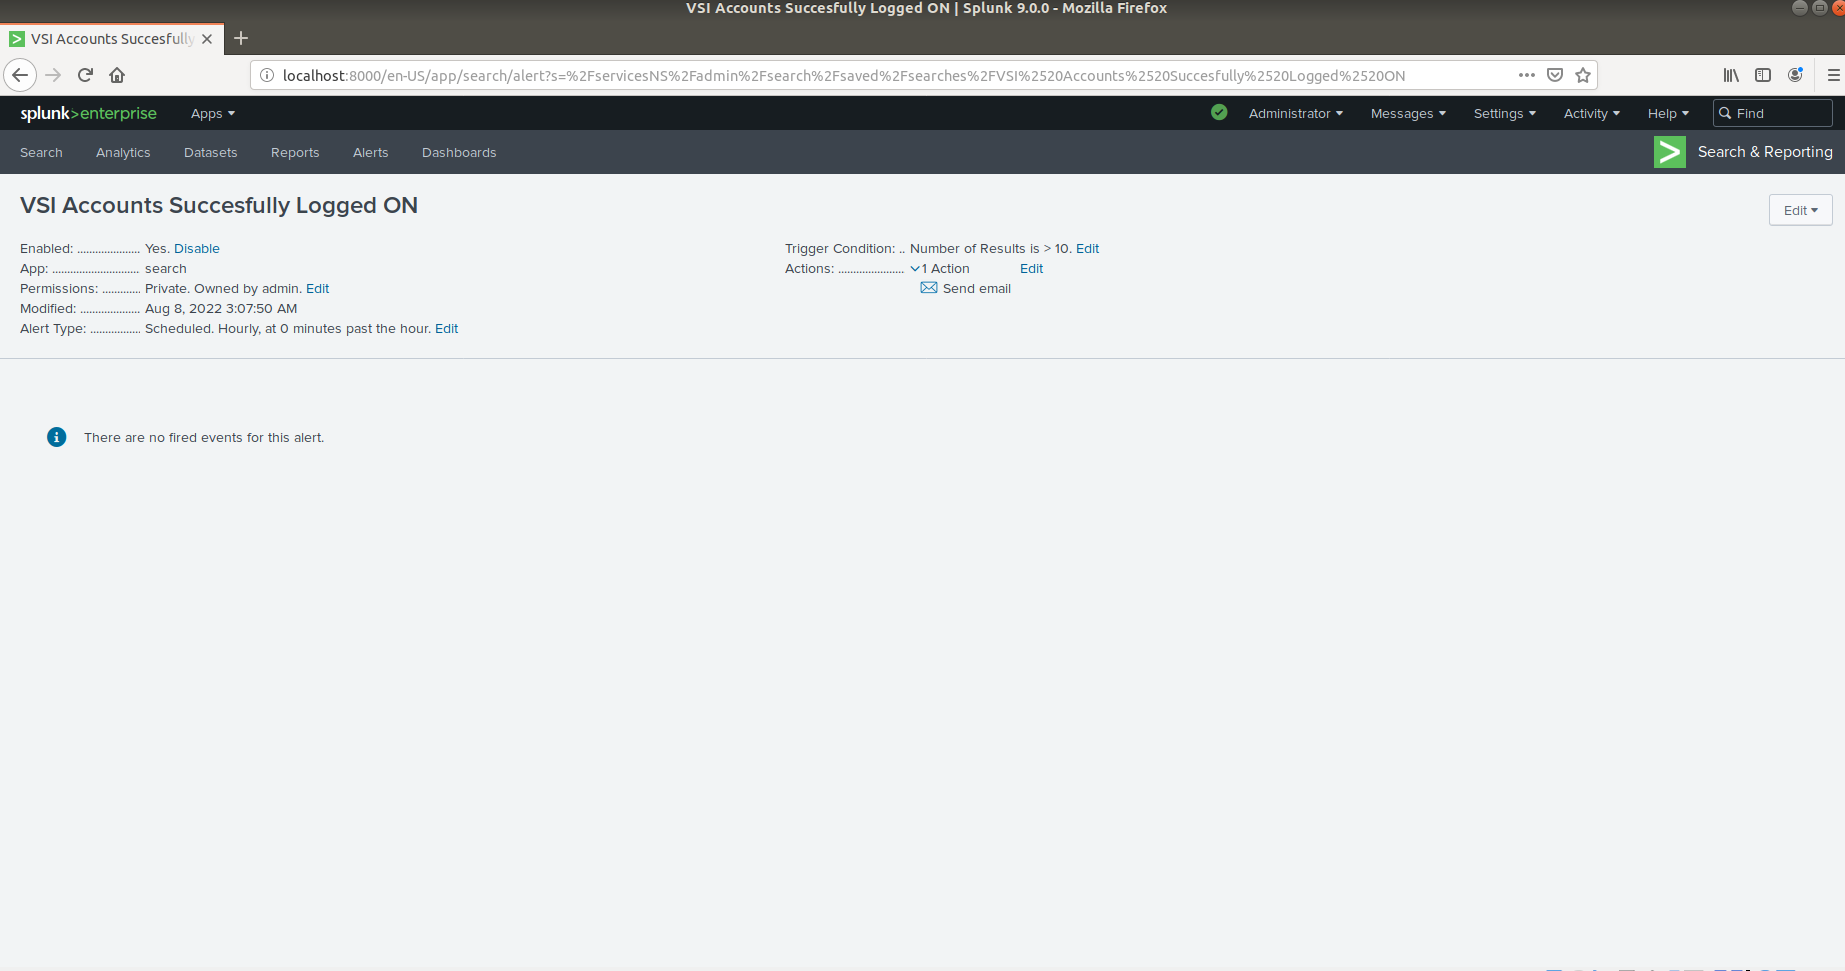 VSI Accounts Succesfully Logged ON | Splunk 9.0.0 - Mozilla Firefox
VSI Accounts Succesfully
localhost:8000/en-US/app/search/alert?s=%2FservicesNS%2Fadmin%2Fsearch%2Fsaved%2Fsearches%2FVSI%2520Accounts%2520Succesfully%2520Logged%2520ON
splunk>enterprise Apps Administrator Messages Settings Activity Help Find
Search Analytics Datasets Reports Alerts Dashboards Search & Reporting
VSI Accounts Succesfully Logged ON
Edit
Enabled: ..................... Yes. Disable
App: ............................. search
Permissions: ............. Private. Owned by admin. Edit
Modified: .................... Aug 8, 2022 3:07:50 AM
Alert Type: ................. Scheduled. Hourly, at 0 minutes past the hour. Edit
Trigger Condition: .. Number of Results is > 10. Edit
Actions: ...................... 1 Action Edit
Send email
There are no fired events for this alert.